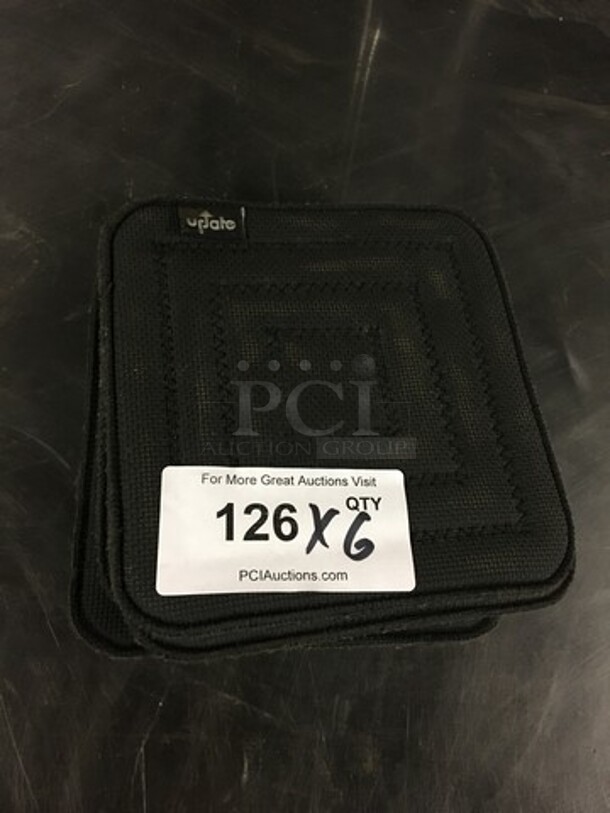 update
PCI
AUCTION GROUP
For More Great Auctions Visit
QTY
126 X 6
PCIAuctions.com